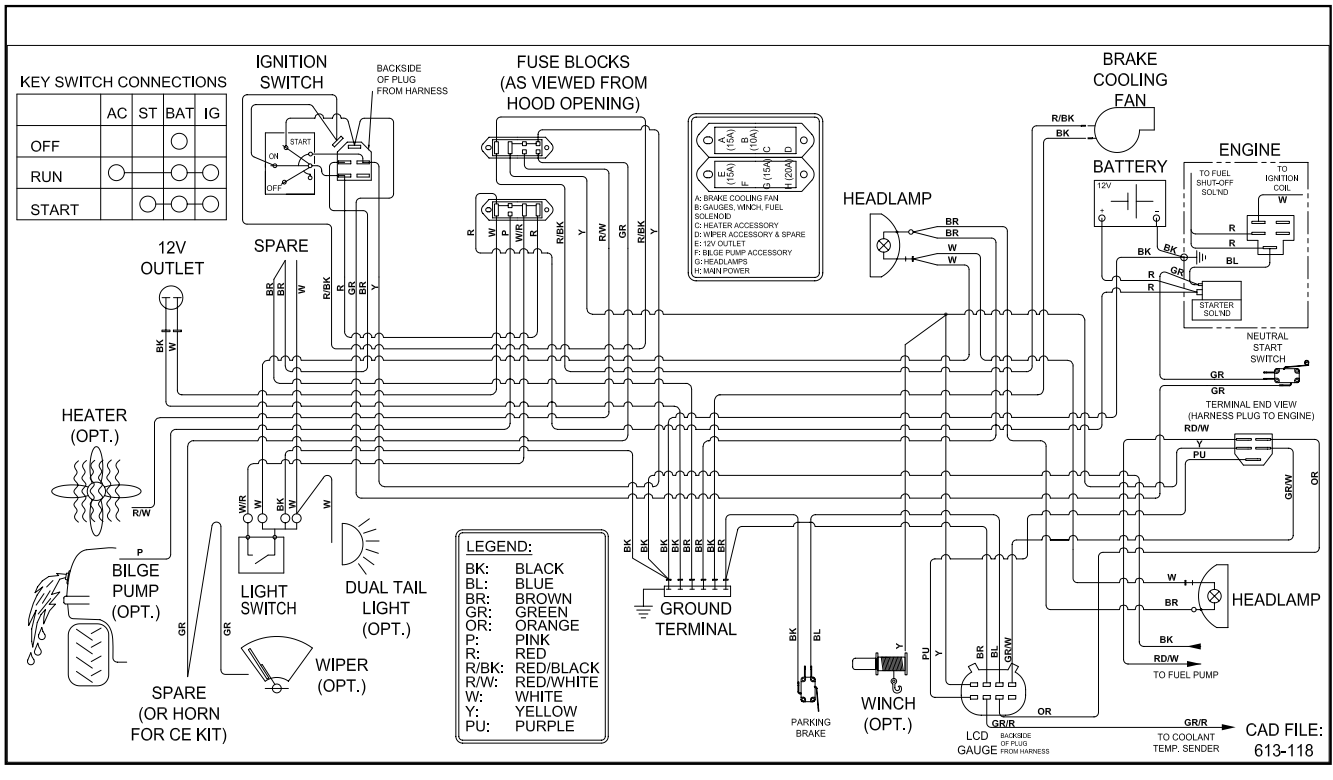 KEY SWITCH CONNECTIONS
AC ST BAT IG
OFF
RUN
START
IGNITION
SWITCH
BACKSIDE
OF PLUG
FROM HARNESS
START
ON
OFF
FUSE BLOCKS
(AS VIEWED FROM
HOOD OPENING)
A (15A)
B (10A)
F
C
D
E (15A)
F
G (15A)
H (20A)
A: BRAKE COOLING FAN
B: GAUGES, WINCH, FUEL
SOLENOID
C: HEATER ACCESSORY
D: WIPER ACCESSORY & SPARE
E: 12V OUTLET
F: BILGE PUMP ACCESSORY
G: HEADLAMPS
H: MAIN POWER
BRAKE
COOLING
FAN
R/BK
BK
BATTERY
12V
+
-
ENGINE
TO FUEL
SHUT-OFF
SOL'ND
TO
IGNITION
COIL
W
R
R
BL
BK
BK
GR
R
R
STARTER
SOL'ND
NEUTRAL
START
SWITCH
GR
GR
HEADLAMP
BR
BR
W
W
12V
OUTLET
BK
W
SPARE
BR
BR
W
R/BK
R
GR
BR
Y
R
W
P
W/R
R
R/BK
Y
R/W
GR
R/BK
Y
TERMINAL END VIEW
(HARNESS PLUG TO ENGINE)
RD/W
Y
PU
GR/W
OR
HEATER
(OPT.)
R/W
P
BILGE
PUMP
(OPT.)
W/R
W
BK
W
W
LIGHT
SWITCH
DUAL TAIL
LIGHT
(OPT.)
GR
GR
WIPER
(OPT.)
SPARE
(OR HORN
FOR CE KIT)
LEGEND:
BK: BLACK
BL: BLUE
BR: BROWN
GR: GREEN
OR: ORANGE
P: PINK
R: RED
R/BK: RED/BLACK
R/W: RED/WHITE
W: WHITE
Y: YELLOW
PU: PURPLE
BK
BK
BK
BR
BR
BK
BK
BR
GROUND
TERMINAL
BK
BL
PARKING
BRAKE
Y
WINCH
(OPT.)
PU
Y
BR
BL
GR/W
LCD
GAUGE
BACKSIDE
OF PLUG
FROM HARNESS
OR
GR/R
GR/R
TO COOLANT
TEMP. SENDER
W
BR
HEADLAMP
BK
RD/W
TO FUEL PUMP
CAD FILE:
613-118